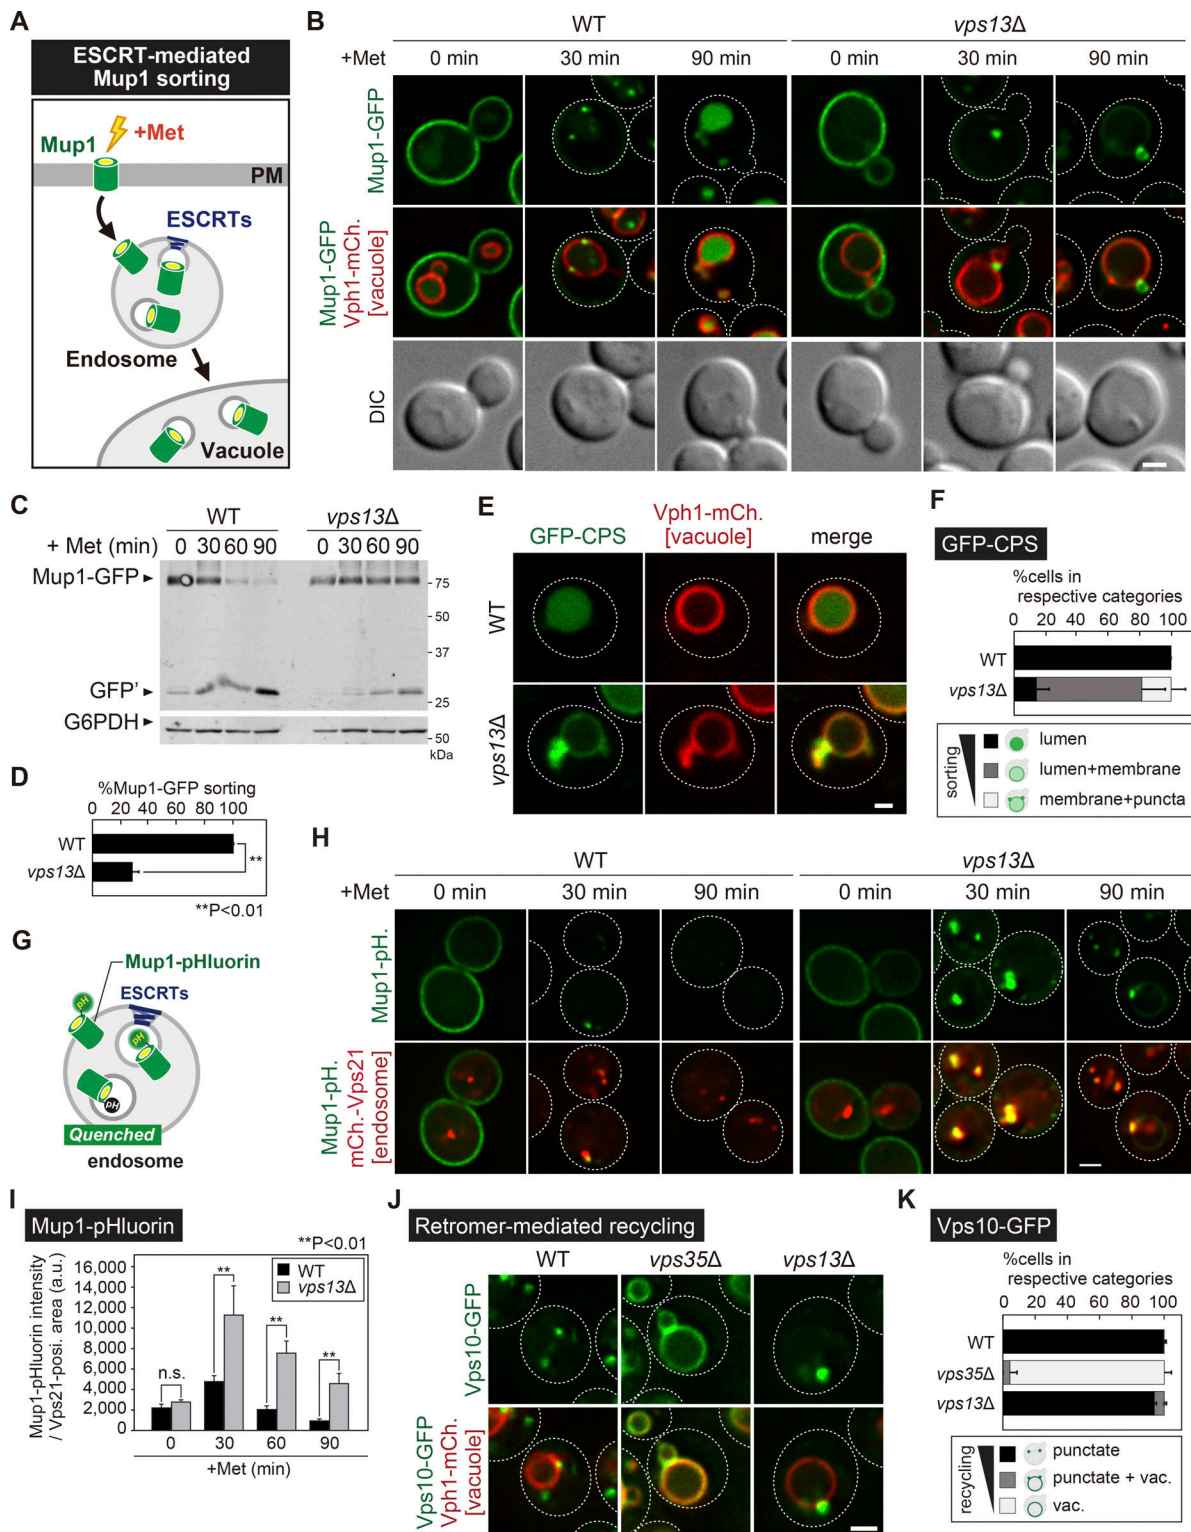 A
ESCRT-mediated
Mup1 sorting
+Met
Mup1
PM
ESCRTs
Endosome
Vacuole
B
WT
vps13Δ
+Met
0 min
30 min
90 min
0 min
30 min
90 min
Mup1-GFP
Mup1-GFP
Vph1-mCh.
[vacuole]
DIC
C
WT
vps13Δ
+ Met (min)
0
30
60
90
0
30
60
90
Mup1-GFP
GFP'
G6PDH
75
50
37
25
50
kDa
D
%Mup1-GFP sorting
0 20 40 60 80 100
WT
vps13Δ
**
**P<0.01
E
GFP-CPS
Vph1-mCh.
[vacuole]
merge
WT
vps13Δ
F
GFP-CPS
%cells in
respective categories
0 20 40 60 80 100
WT
vps13Δ
sorting
lumen
lumen+membrane
membrane+puncta
G
Mup1-pHluorin
ESCRTs
pH
pH
pH
Quenched
endosome
H
WT
vps13Δ
+Met
0 min
30 min
90 min
0 min
30 min
90 min
Mup1-pH.
Mup1-pH.
mCh.-Vps21
[endosome]
I
Mup1-pHluorin
**P<0.01
Mup1-pHluorin intensity
/ Vps21-posi. area (a.u.)
16,000
14,000
12,000
10,000
8,000
6,000
4,000
2,000
0
WT
vps13Δ
n.s.
**
**
**
0
30
60
90
+Met (min)
J
Retromer-mediated recycling
WT
vps35Δ
vps13Δ
Vps10-GFP
Vps10-GFP
Vph1-mCh.
[vacuole]
K
Vps10-GFP
%cells in
respective categories
0 20 40 60 80 100
WT
vps35Δ
vps13Δ
recycling
punctate
punctate + vac.
vac.